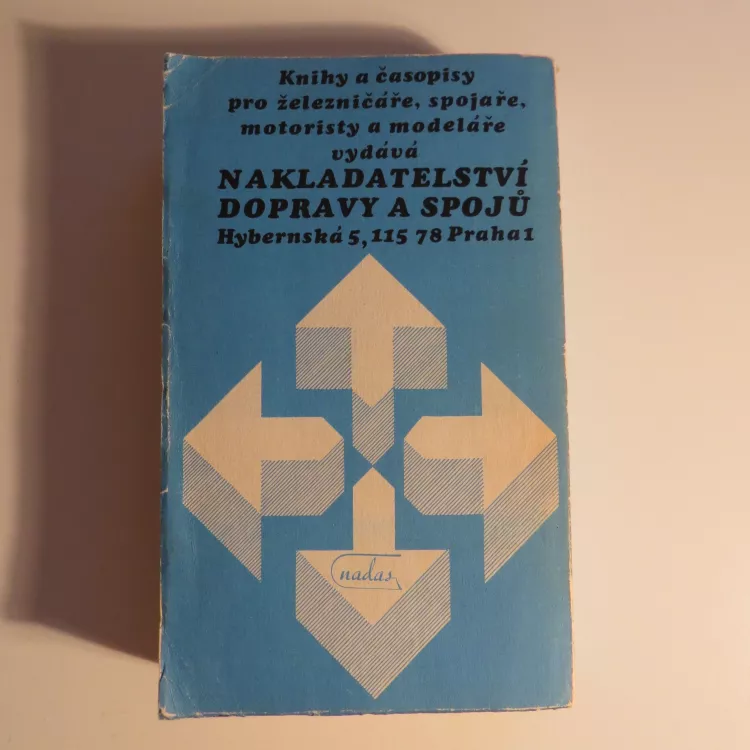 Knihy a časopisy
pro železničáře, spojaře,
motoristy a modeláře
vydává
NAKLADATELSTVÍ
DOPRAVY A SPOJŮ
Hybernská 5, 115 78 Praha 1
nadas